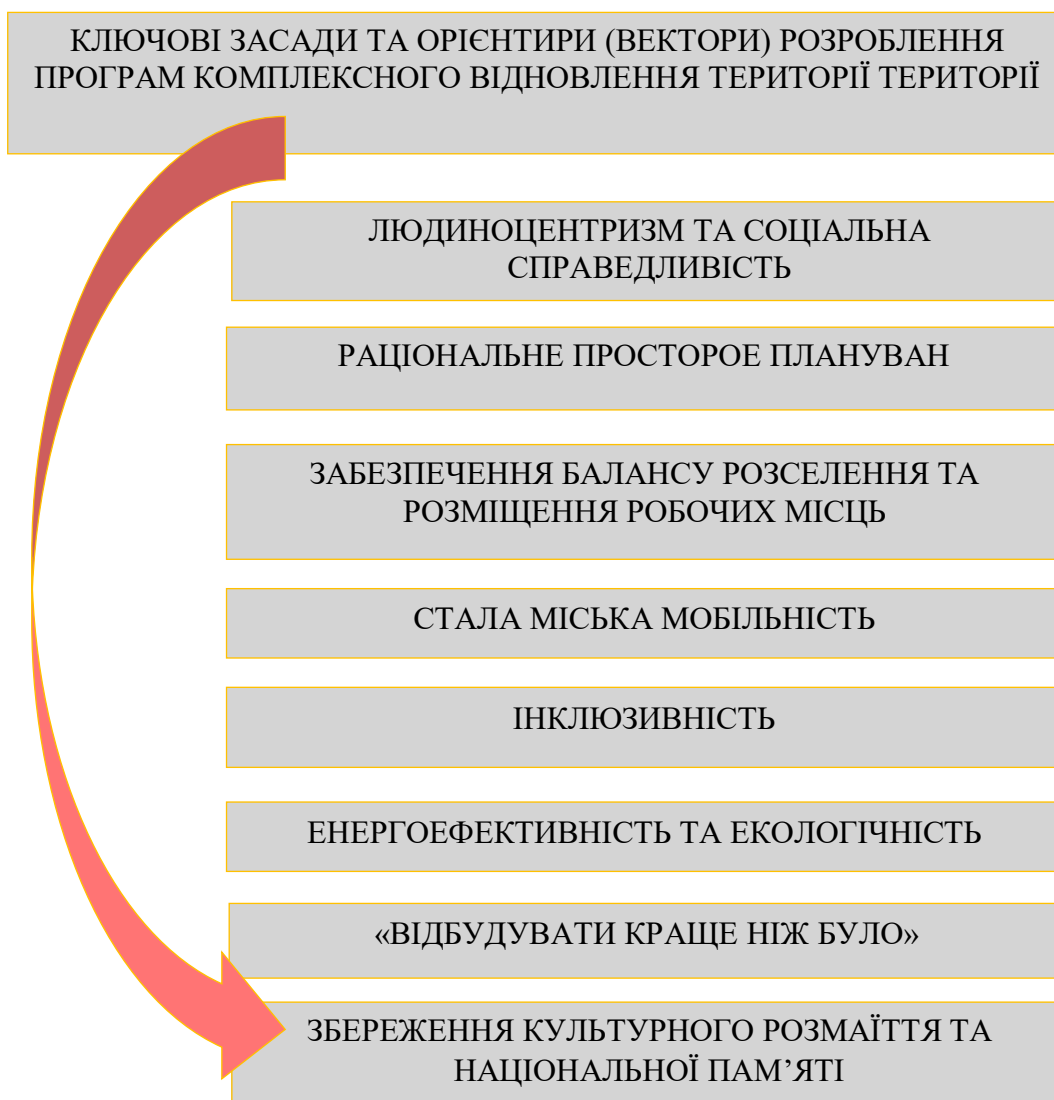 КЛЮЧОВІ ЗАСАДИ ТА ОРІЄНТИРИ (ВЕКТОРИ) РОЗРОБЛЕННЯ
ПРОГРАМ КОМПЛЕКСНОГО ВІДНОВЛЕННЯ ТЕРИТОРІЇ ТЕРИТОРІЇ
ЛЮДИНОЦЕНТРИЗМ ТА СОЦІАЛЬНА
СПРАВЕДЛИВІСТЬ
РАЦІОНАЛЬНЕ ПРОСТОРОЕ ПЛАНУВАН
ЗАБЕЗПЕЧЕННЯ БАЛАНСУ РОЗСЕЛЕННЯ ТА
РОЗМІЩЕННЯ РОБОЧИХ МІСЦЬ
СТАЛА МІСЬКА МОБІЛЬНІСТЬ
ІНКЛЮЗИВНІСТЬ
ЕНЕРГОЕФЕКТИВНІСТЬ ТА ЕКОЛОГІЧНІСТЬ
«ВІДБУДУВАТИ КРАЩЕ НІЖ БУЛО»
ЗБЕРЕЖЕННЯ КУЛЬТУРНОГО РОЗМАЇТТЯ ТА
НАЦІОНАЛЬНОЇ ПАМ’ЯТІ